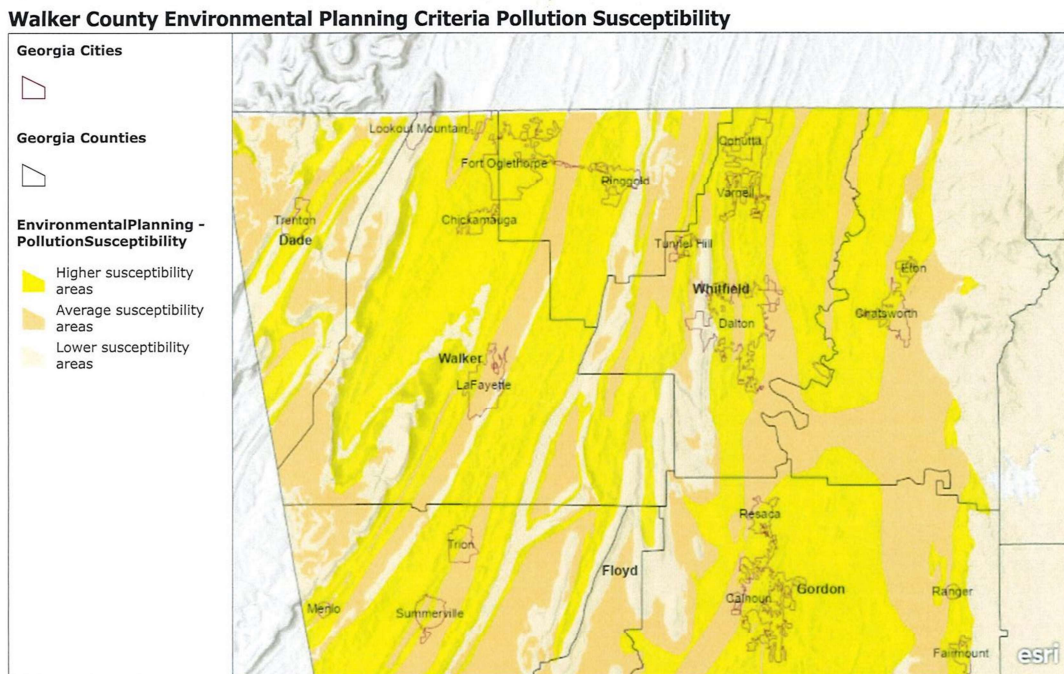 Walker County Environmental Planning Criteria Pollution Susceptibility
Georgia Cities
Georgia Counties
EnvironmentalPlanning -
PollutionSusceptibility
Higher susceptibility
areas
Average susceptibility
areas
Lower susceptibility
areas
Lookout Mountain
Fort Oglethorpe
Ringgold
Cohutta
Varnell
Trenton
Dade
Chickamauga
Tunnel Hill
Eton
Whitfield
Chatsworth
Dalton
Walker
LaFayette
Resaca
Trion
Floyd
Gordon
Calhoun
Ranger
Menlo
Summerville
Fairmount
esri